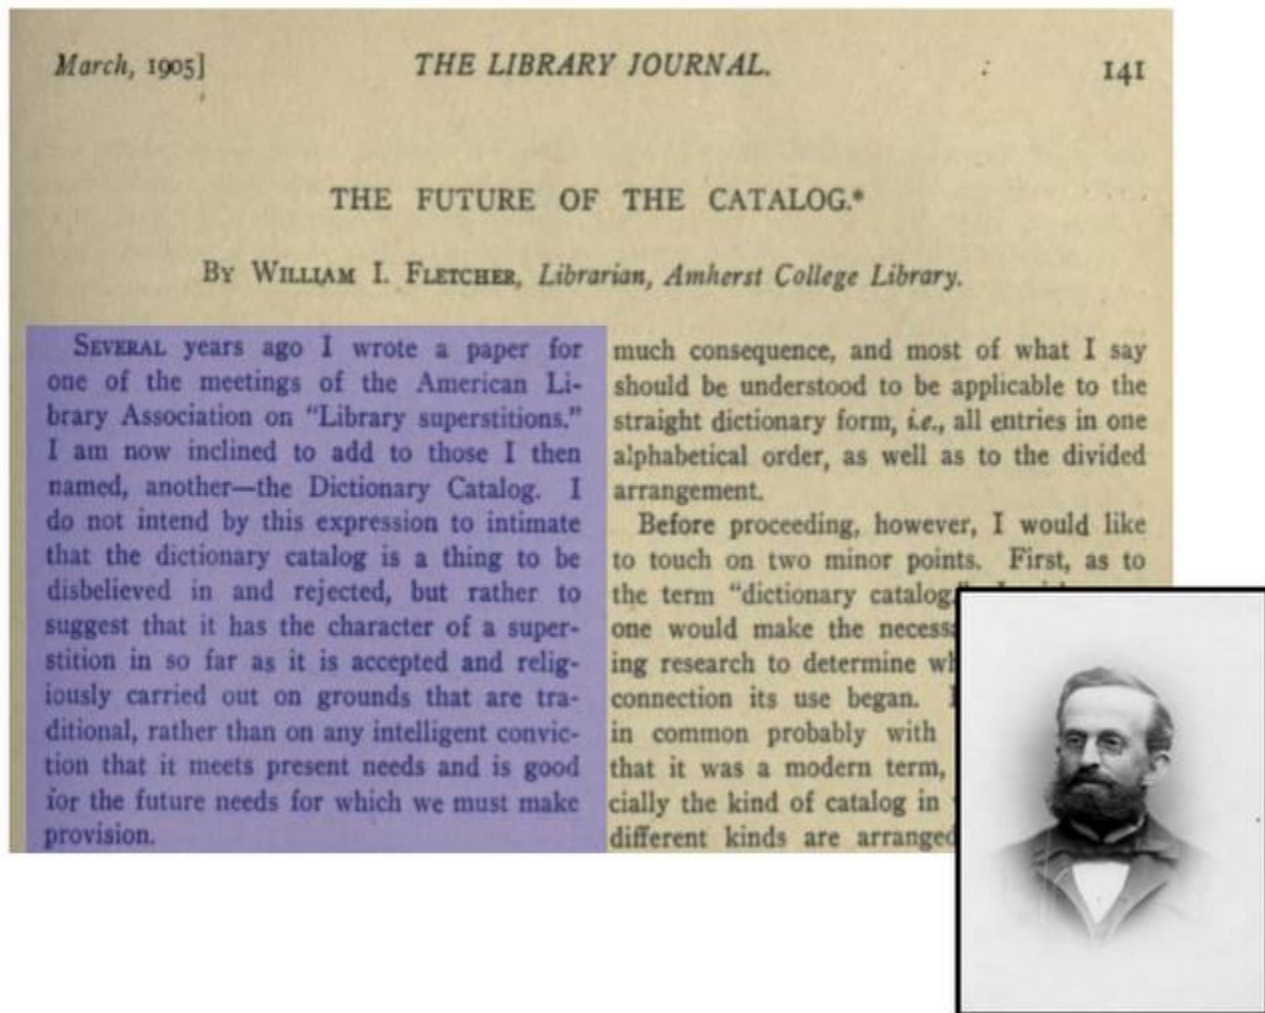 March, 1905]
THE LIBRARY JOURNAL.
141
THE FUTURE OF THE CATALOG.*
BY WILLIAM I. FLETCHER, Librarian, Amherst College Library.
SEVERAL years ago I wrote a paper for
one of the meetings of the American Li-
brary Association on "Library superstitions."
I am now inclined to add to those I then
named, another—the Dictionary Catalog. I
do not intend by this expression to intimate
that the dictionary catalog is a thing to be
disbelieved in and rejected, but rather to
suggest that it has the character of a super-
stition in so far as it is accepted and relig-
iously carried out on grounds that are tra-
ditional, rather than on any intelligent convic-
tion that it meets present needs and is good
for the future needs for which we must make
provision.
much consequence, and most of what I say
should be understood to be applicable to the
straight dictionary form, i.e., all entries in one
alphabetical order, as well as to the divided
arrangement.
Before proceeding, however, I would like
to touch on two minor points. First, as to
the term "dictionary catalog,"
one would make the
ing research to determine
connection its use began.
in common probably with
that it was a modern term,
cially the kind of catalog in
different kinds are arranged